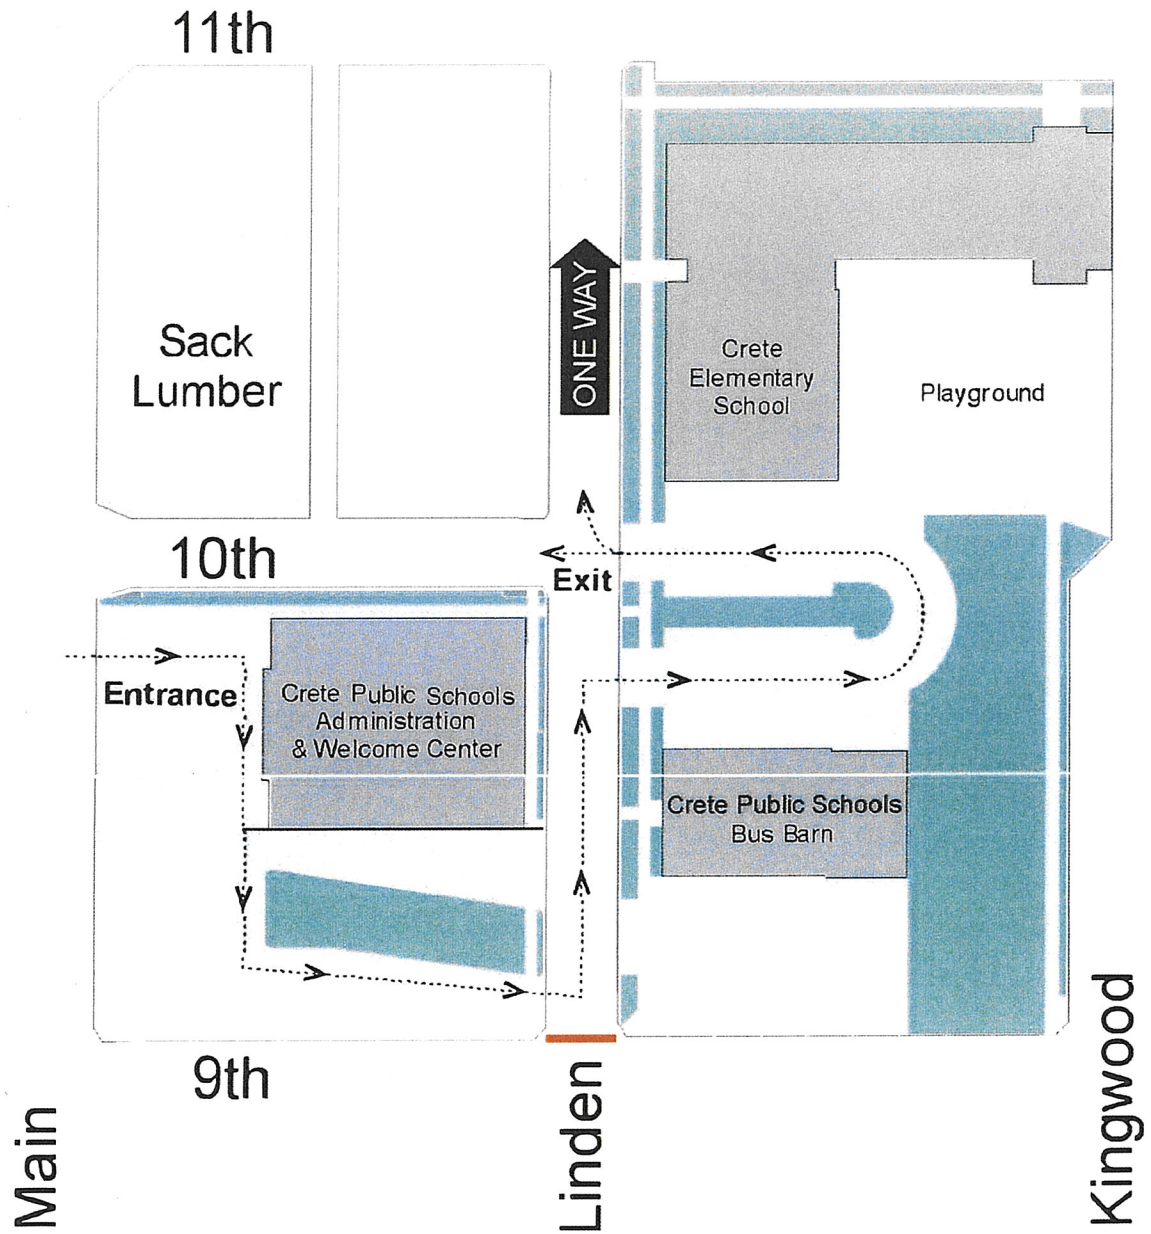 11th
Sack
Lumber
ONE WAY
Crete
Elementary
School
Playground
10th
Exit
Entrance
Crete Public Schools
Administration
& Welcome Center
Crete Public Schools
Bus Barn
9th
Main
Linden
Kingwood